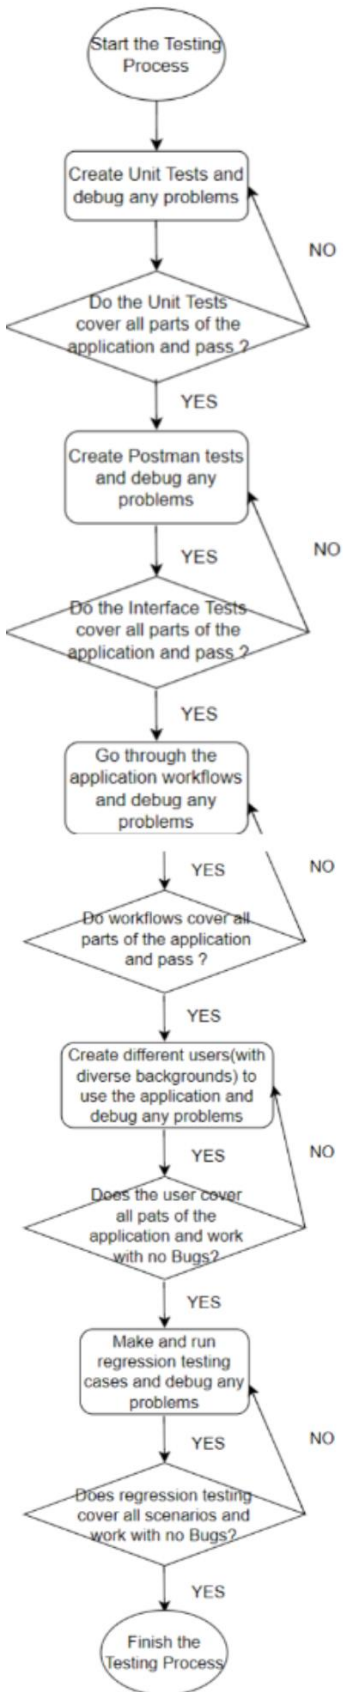 Start the Testing
Process
Create Unit Tests and
debug any problems
NO
Do the Unit Tests
cover all parts of the
application and pass ?
YES
Create Postman tests
and debug any
problems
YES
NO
Do the Interface Tests
cover all parts of the
application and pass ?
YES
Go through the
application workflows
and debug any
problems
YES
NO
Do workflows cover all
parts of the application
and pass ?
YES
Create different users(with
diverse backgrounds) to
use the application and
debug any problems
YES
NO
Does the user cover
all pats of the
application and work
with no Bugs?
YES
Make and run
regression testing
cases and debug any
problems
YES
NO
Does regression testing
cover all scenarios and
work with no Bugs?
YES
Finish the
Testing Process